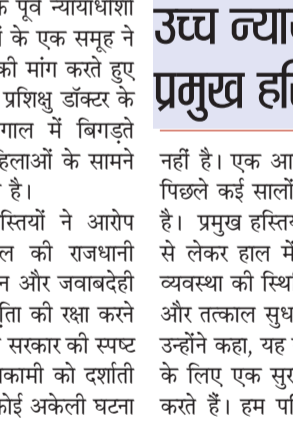 के पूर्व न्यायाधीशों
के एक समूह ने
की मांग करते हुए
प्रशिक्षु डॉक्टर के
गाल में बिगड़ते
हिलाओं के सामने
है।
स्तियों ने आरोप
ल की राजधानी
न और जवाबदेही
की रक्षा करने
सरकार की स्पष्ट
कामी को दर्शाती
कोई अकेली घटना
उच्च न्या
प्रमुख हि
नहीं है। एक आ
पिछले कई सालों
है। प्रमुख हस्तिय
से लेकर हाल में
व्यवस्था की स्थि
और तत्काल सुध
उन्होंने कहा, यह
के लिए एक सुर
करते हैं। हम प